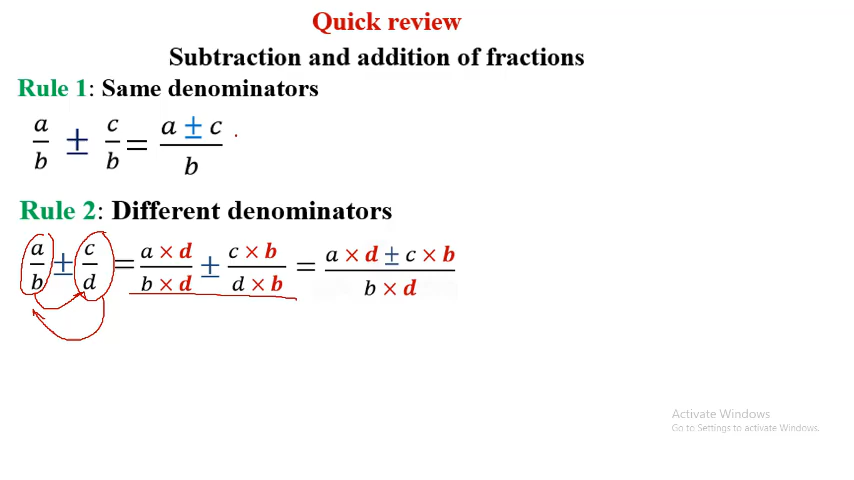 Quick review
Subtraction and addition of fractions
Rule 1: Same denominators
a/b ± c/b = (a ± c)/b
Rule 2: Different denominators
a/b ± c/d = (a × d)/(b × d) ± (c × b)/(d × b) = (a × d ± c × b)/(b × d)
Activate Windows
Go to Settings to activate Windows.